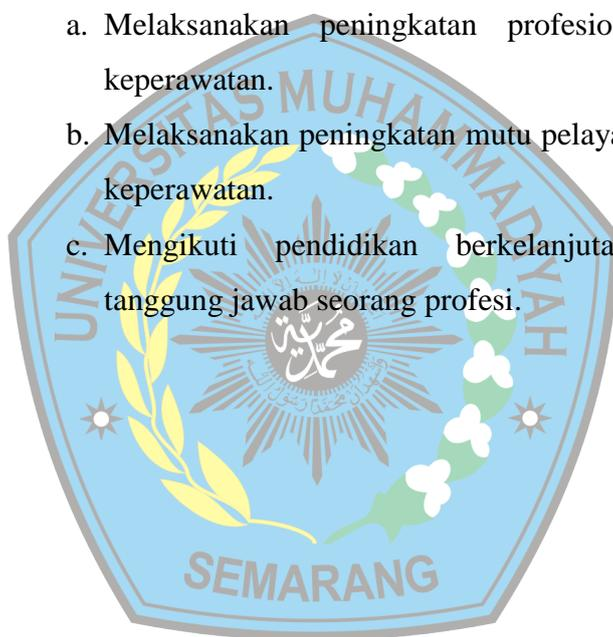 a. Melaksanakan peningkatan profesio
keperawatan.
b. Melaksanakan peningkatan mutu pelaya
keperawatan.
c. Mengikuti pendidikan berkelanjuta
tanggung jawab seorang profesi.
UNIVERSITAS MUHAMMADIYAH
SEMARANG